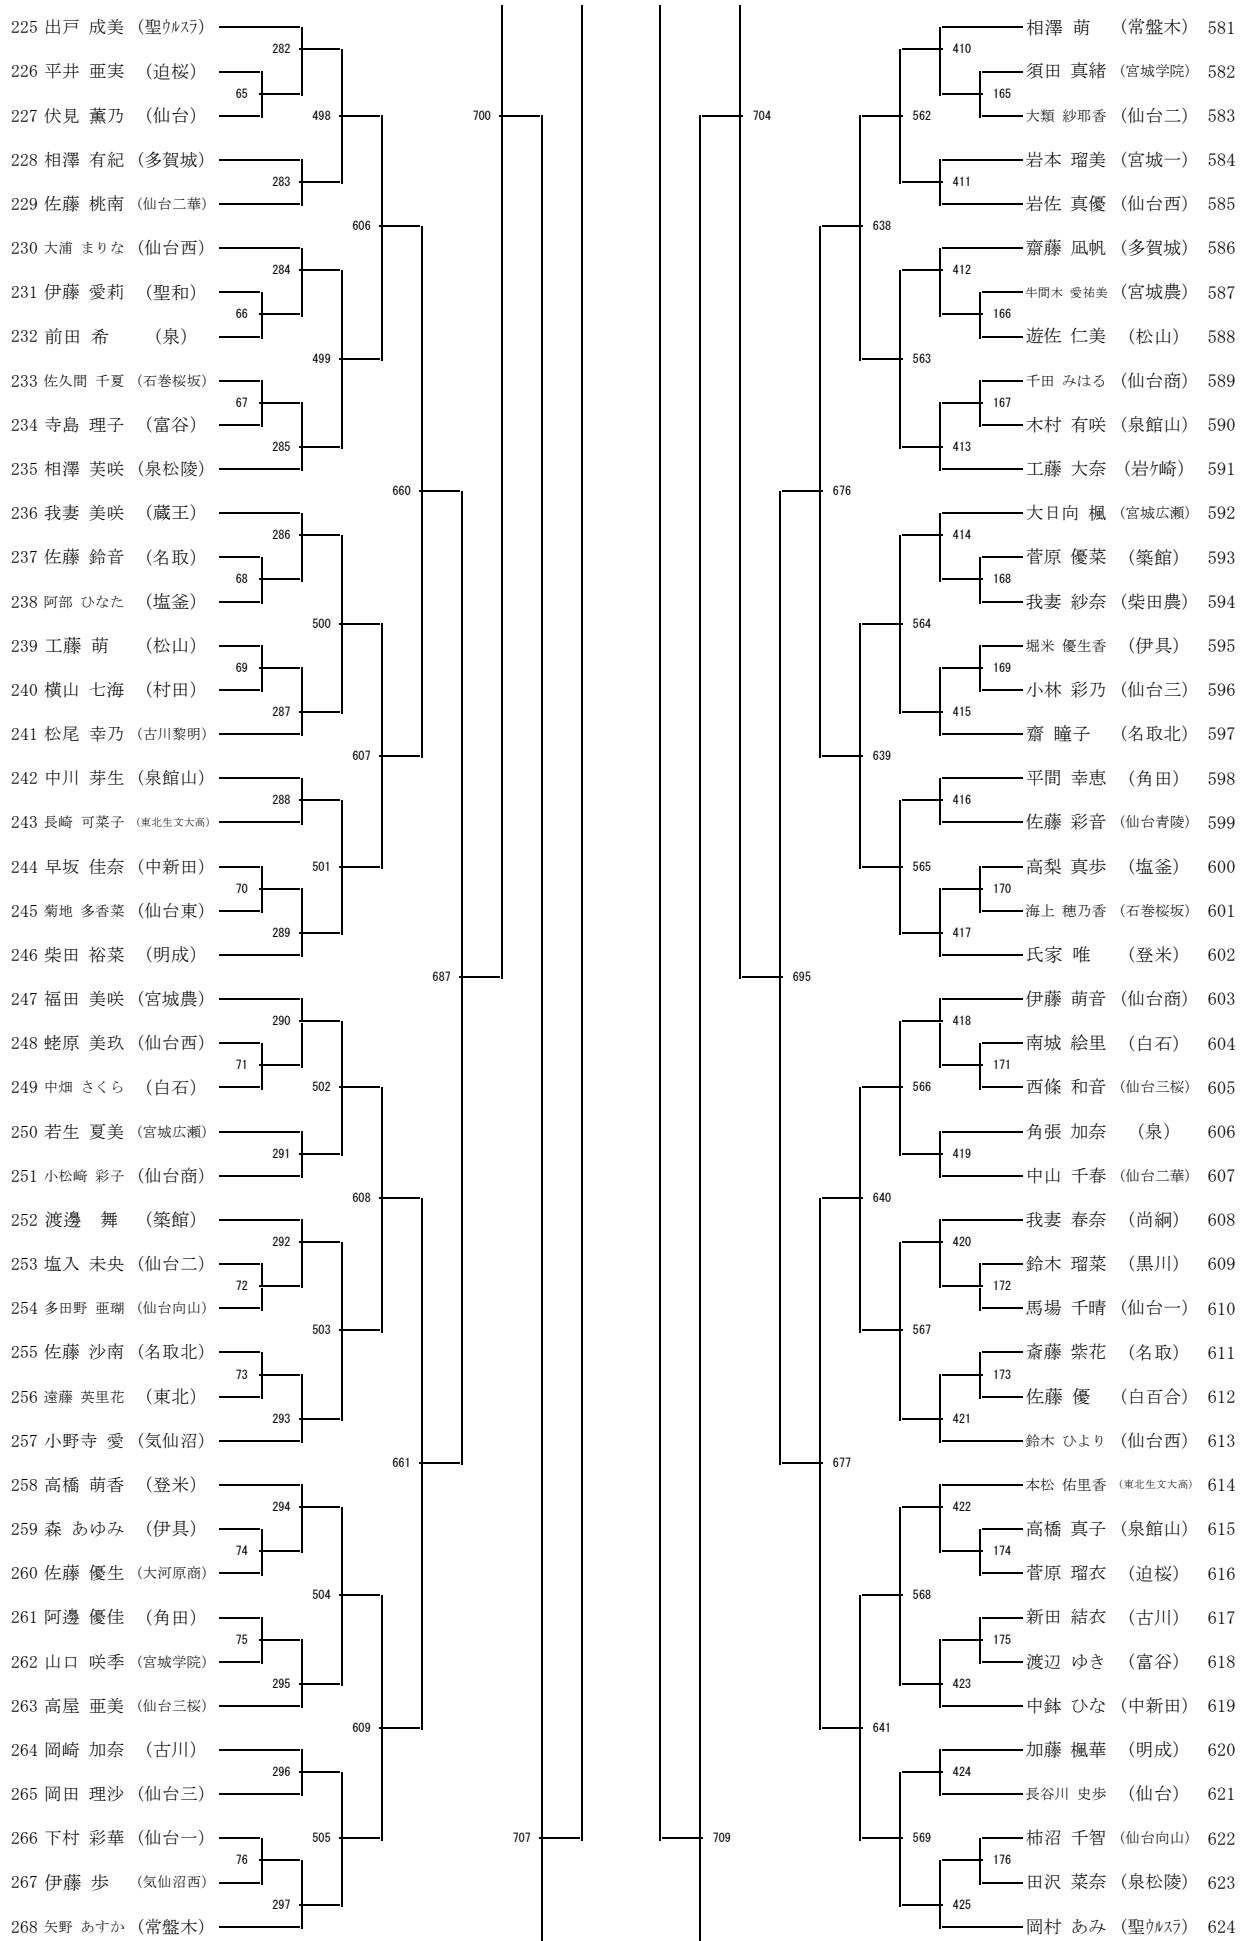 225 出戸 成美 (聖ウルスラ)
226 平井 亜実 (迫桜)
227 伏見 薫乃 (仙台)
228 相澤 有紀 (多賀城)
229 佐藤 桃南 (仙台二華)
230 大浦 まりな (仙台西)
231 伊藤 愛莉 (聖和)
232 前田 希 (泉)
233 佐久間 千夏 (石巻桜坂)
234 寺島 理子 (富谷)
235 相澤 芙咲 (泉松陵)
236 我妻 美咲 (蔵王)
237 佐藤 鈴音 (名取)
238 阿部 ひなた (塩釜)
239 工藤 萌 (松山)
240 横山 七海 (村田)
241 松尾 幸乃 (古川黎明)
242 中川 芽生 (泉館山)
243 長崎 可菜子 (東北生文大高)
244 早坂 佳奈 (中新田)
245 菊地 多香菜 (仙台東)
246 柴田 裕菜 (明成)
247 福田 美咲 (宮城農)
248 蛯原 美玖 (仙台西)
249 中畑 さくら (白石)
250 若生 夏美 (宮城広瀬)
251 小松﨑 彩子 (仙台商)
252 渡邊 舞 (築館)
253 塩入 未央 (仙台二)
254 多田野 亜瑚 (仙台向山)
255 佐藤 沙南 (名取北)
256 遠藤 英里花 (東北)
257 小野寺 愛 (気仙沼)
258 高橋 萌香 (登米)
259 森 あゆみ (伊具)
260 佐藤 優生 (大河原商)
261 阿邊 優佳 (角田)
262 山口 咲季 (宮城学院)
263 高屋 亜美 (仙台三桜)
264 岡崎 加奈 (古川)
265 岡田 理沙 (仙台三)
266 下村 彩華 (仙台一)
267 伊藤 歩 (気仙沼西)
268 矢野 あすか (常盤木)
65
66
67
68
69
70
71
72
73
74
75
76
282
283
284
285
286
287
288
289
290
291
292
293
294
295
296
297
498
499
500
501
502
503
504
505
606
607
608
609
660
661
687
700
707
709
704
695
676
677
638
639
640
641
562
563
564
565
566
567
568
569
410
411
412
413
414
415
416
417
418
419
420
421
422
423
424
425
165
166
167
168
169
170
171
172
173
174
175
176
相澤 萌 (常盤木) 581
須田 真緒 (宮城学院) 582
大類 紗耶香 (仙台二) 583
岩本 瑠美 (宮城一) 584
岩佐 真優 (仙台西) 585
齋藤 凪帆 (多賀城) 586
牛間木 愛祐美 (宮城農) 587
遊佐 仁美 (松山) 588
千田 みはる (仙台商) 589
木村 有咲 (泉館山) 590
工藤 大奈 (岩ケ崎) 591
大日向 楓 (宮城広瀬) 592
菅原 優菜 (築館) 593
我妻 紗奈 (柴田農) 594
堀米 優生香 (伊具) 595
小林 彩乃 (仙台三) 596
齋 瞳子 (名取北) 597
平間 幸恵 (角田) 598
佐藤 彩音 (仙台青陵) 599
高梨 真歩 (塩釜) 600
海上 穂乃香 (石巻桜坂) 601
氏家 唯 (登米) 602
伊藤 萌音 (仙台商) 603
南城 絵里 (白石) 604
西條 和音 (仙台三桜) 605
角張 加奈 (泉) 606
中山 千春 (仙台二華) 607
我妻 春奈 (尚絅) 608
鈴木 瑠菜 (黒川) 609
馬場 千晴 (仙台一) 610
斎藤 紫花 (名取) 611
佐藤 優 (白百合) 612
鈴木 ひより (仙台西) 613
本松 佑里香 (東北生文大高) 614
高橋 真子 (泉館山) 615
菅原 瑠衣 (迫桜) 616
新田 結衣 (古川) 617
渡辺 ゆき (富谷) 618
中鉢 ひな (中新田) 619
加藤 楓華 (明成) 620
長谷川 史歩 (仙台) 621
柿沼 千智 (仙台向山) 622
田沢 菜奈 (泉松陵) 623
岡村 あみ (聖ウルスラ) 624